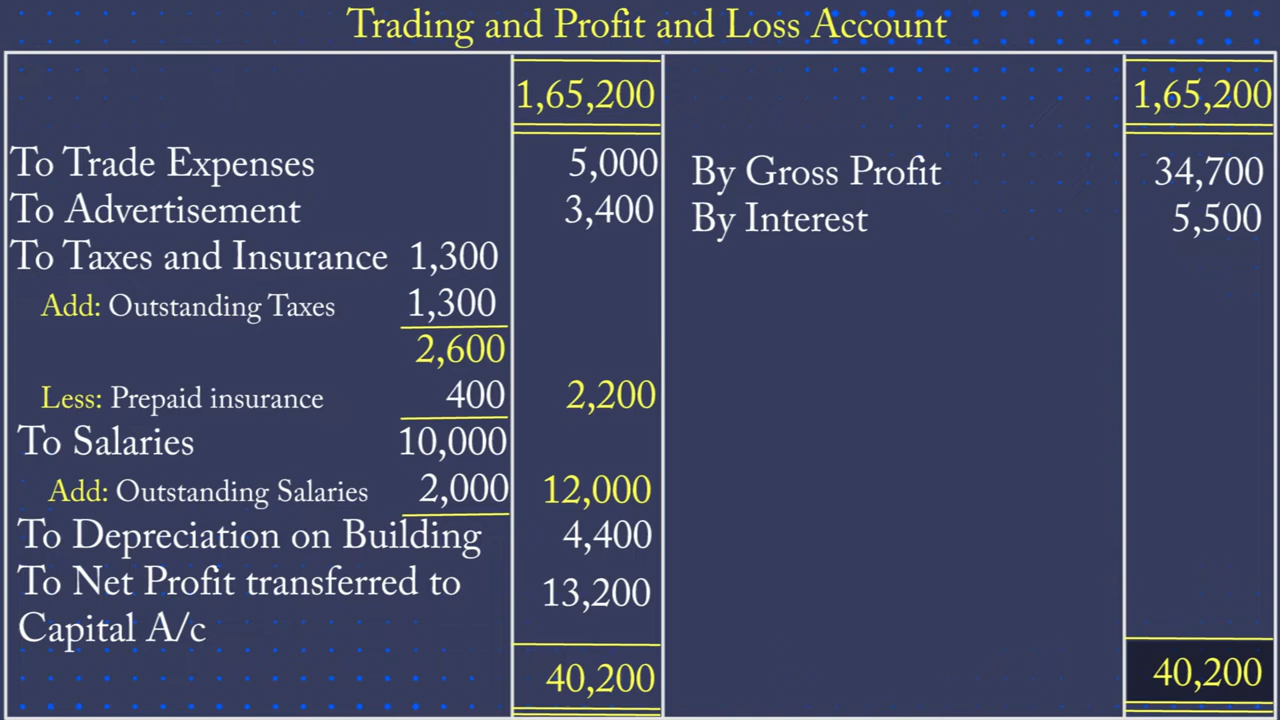 Trading and Profit and Loss Account
1,65,200 1,65,200
To Trade Expenses 5,000 By Gross Profit 34,700
To Advertisement 3,400 By Interest 5,500
To Taxes and Insurance 1,300
Add: Outstanding Taxes 1,300
2,600
Less: Prepaid insurance 400 2,200
To Salaries 10,000
Add: Outstanding Salaries 2,000 12,000
To Depreciation on Building 4,400
To Net Profit transferred to 13,200
Capital A/c
40,200 40,200